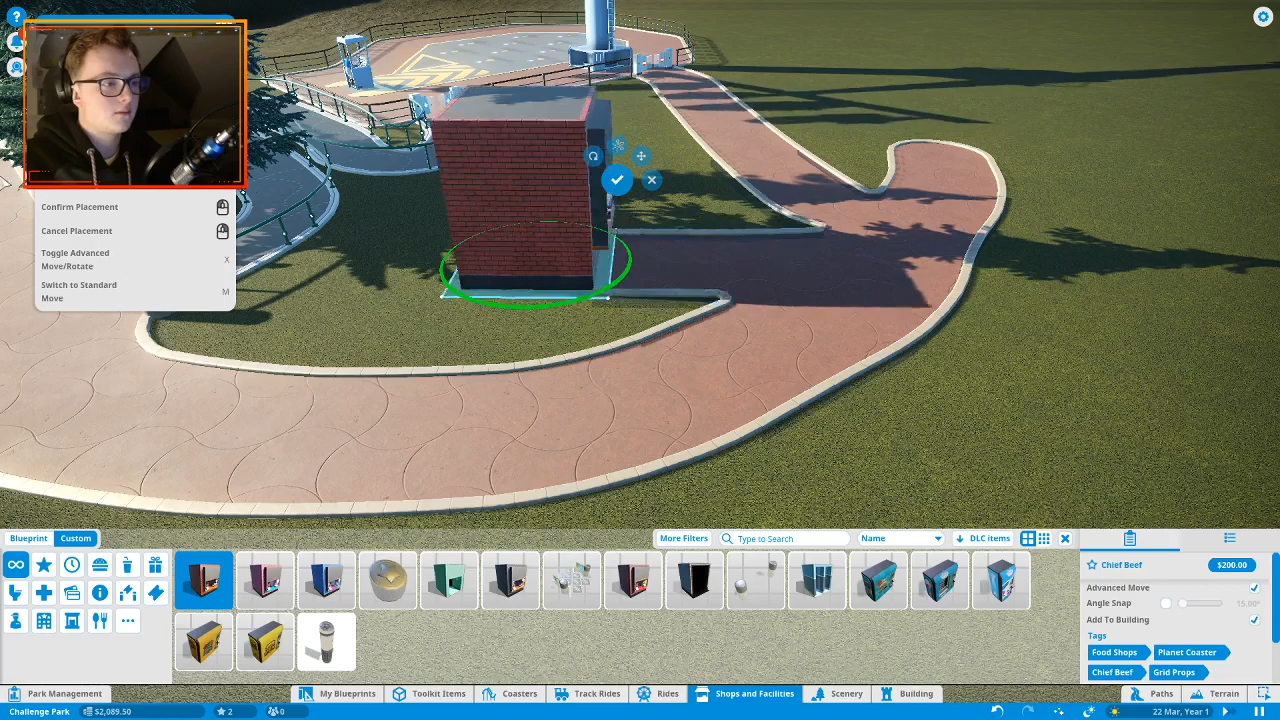 ?
Confirm Placement
Cancel Placement
Toggle Advanced
Move/Rotate
X
Switch to Standard
Move
M
Blueprint
Custom
More Filters
Type to Search
Name
DLC items
Chief Beef
$200.00
Advanced Move
Angle Snap
15.00°
Add To Building
Tags
Food Shops
Planet Coaster
Chief Beef
Grid Props
Park Management
My Blueprints
Toolkit Items
Coasters
Track Rides
Rides
Shops and Facilities
Scenery
Building
Paths
Terrain
Challenge Park
$2,089.50
2
0
22 Mar, Year 1